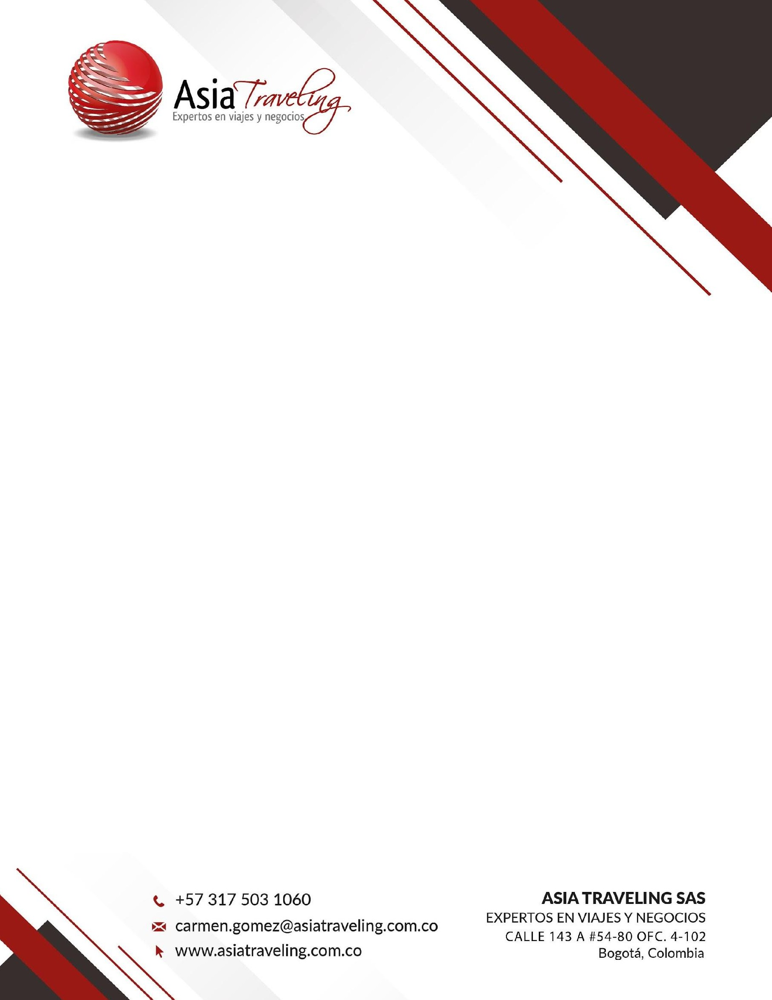 Asia Traveling
Expertos en viajes y negocios
+57 317 503 1060
carmen.gomez@asiatraveling.com.co
www.asiatraveling.com.co
ASIA TRAVELING SAS
EXPERTOS EN VIAJES Y NEGOCIOS
CALLE 143 A #54-80 OFC. 4-102
Bogotá, Colombia